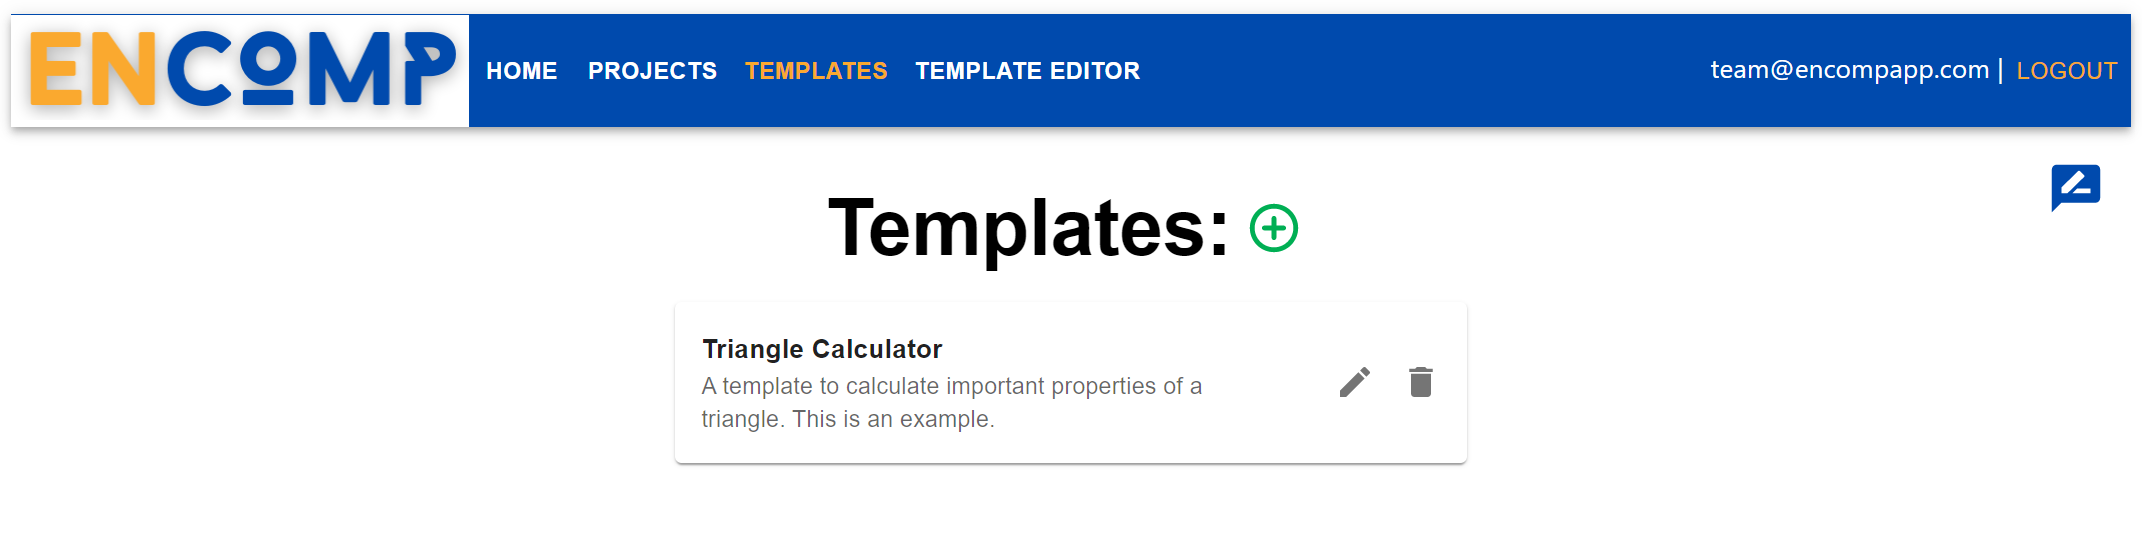 ENCOMP HOME PROJECTS TEMPLATES TEMPLATE EDITOR team@encompapp.com | LOGOUT
Templates:
Triangle Calculator
A template to calculate important properties of a
triangle. This is an example.